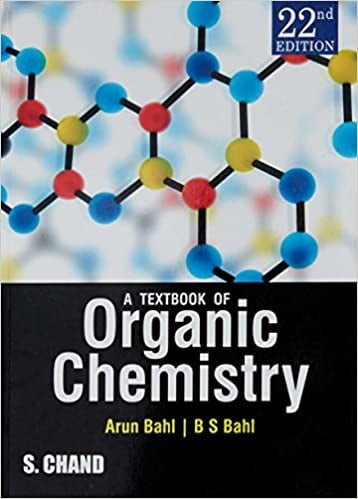 22nd
EDITION
A TEXTBOOK OF
Organic
Chemistry
Arun Bahl | B S Bahl
S. CHAND